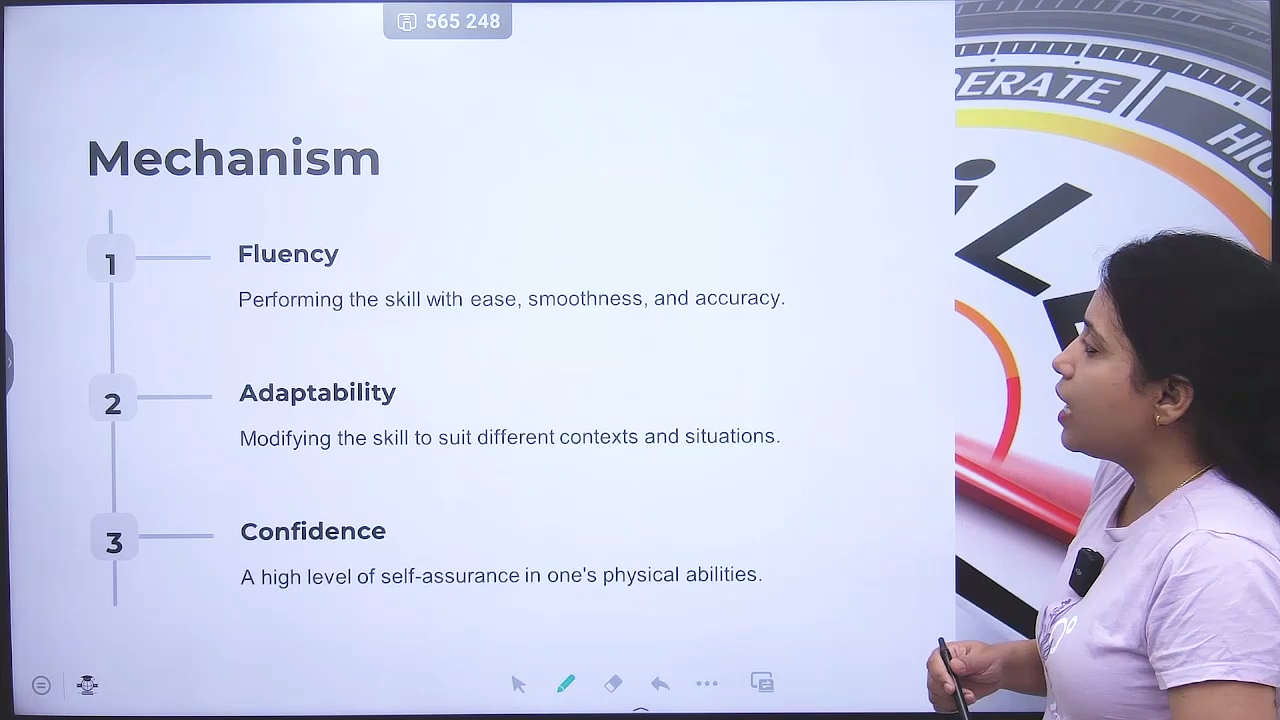 565 248
Mechanism
1
Fluency
Performing the skill with ease, smoothness, and accuracy.
2
Adaptability
Modifying the skill to suit different contexts and situations.
3
Confidence
A high level of self-assurance in one's physical abilities.